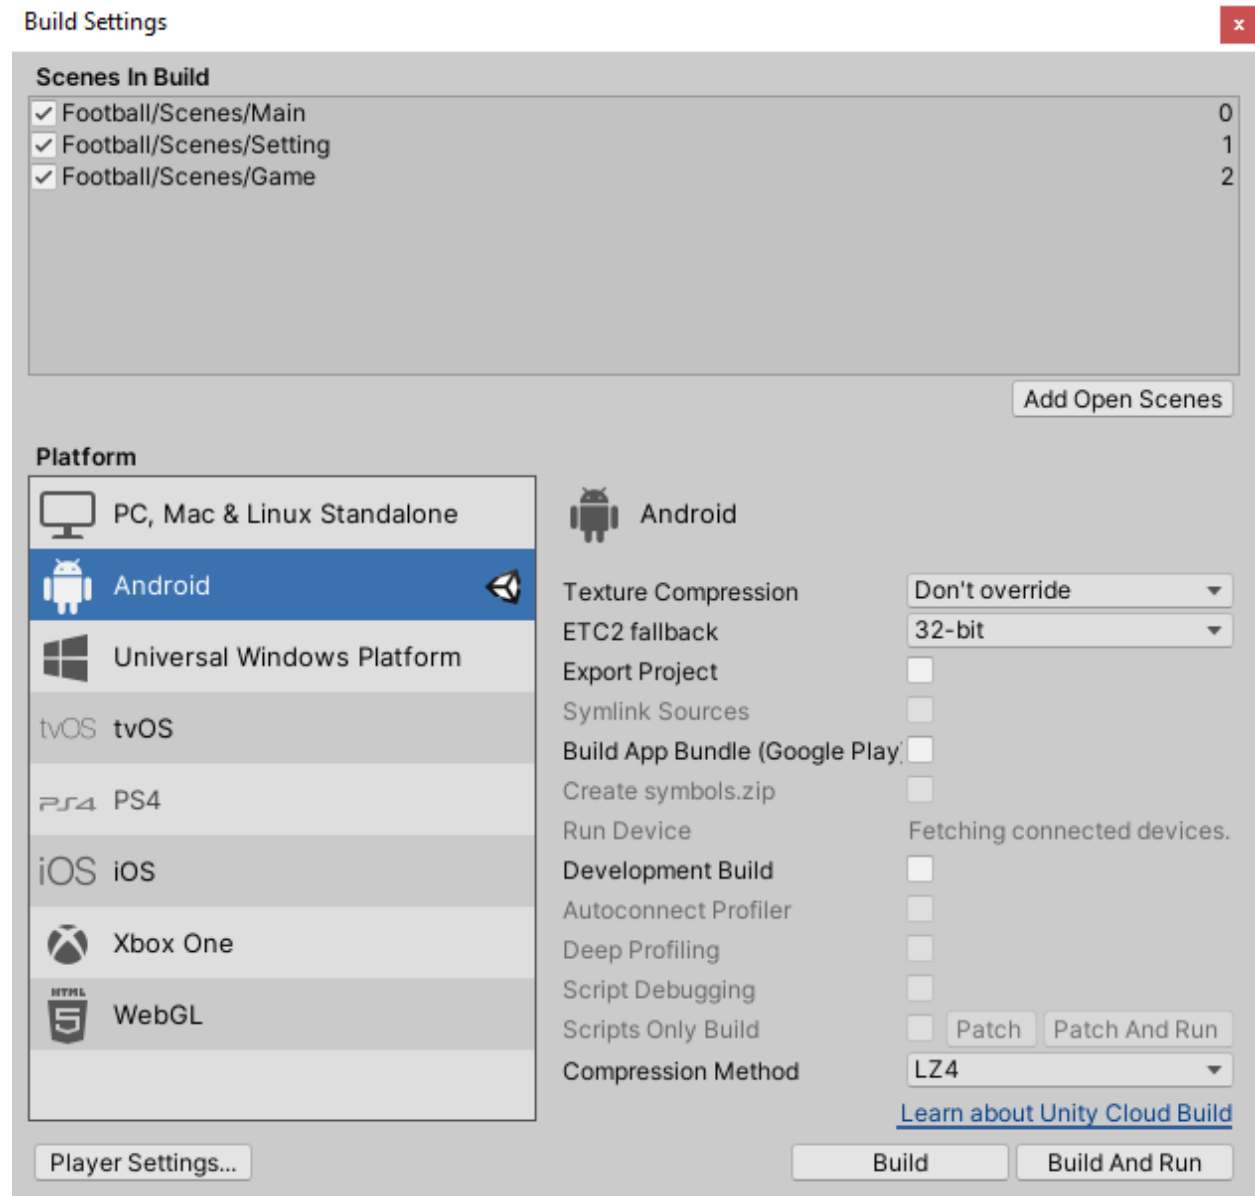 Build Settings
x
Scenes In Build
Football/Scenes/Main 0
Football/Scenes/Setting 1
Football/Scenes/Game 2
Add Open Scenes
Platform
PC, Mac & Linux Standalone
Android
Universal Windows Platform
tvOS tvOS
PS4 PS4
iOS iOS
Xbox One
HTML 5 WebGL
Android
Texture Compression Don't override
ETC2 fallback 32-bit
Export Project
Symlink Sources
Build App Bundle (Google Play)
Create symbols.zip
Run Device Fetching connected devices.
Development Build
Autoconnect Profiler
Deep Profiling
Script Debugging
Scripts Only Build Patch Patch And Run
Compression Method LZ4
Learn about Unity Cloud Build
Player Settings... Build Build And Run